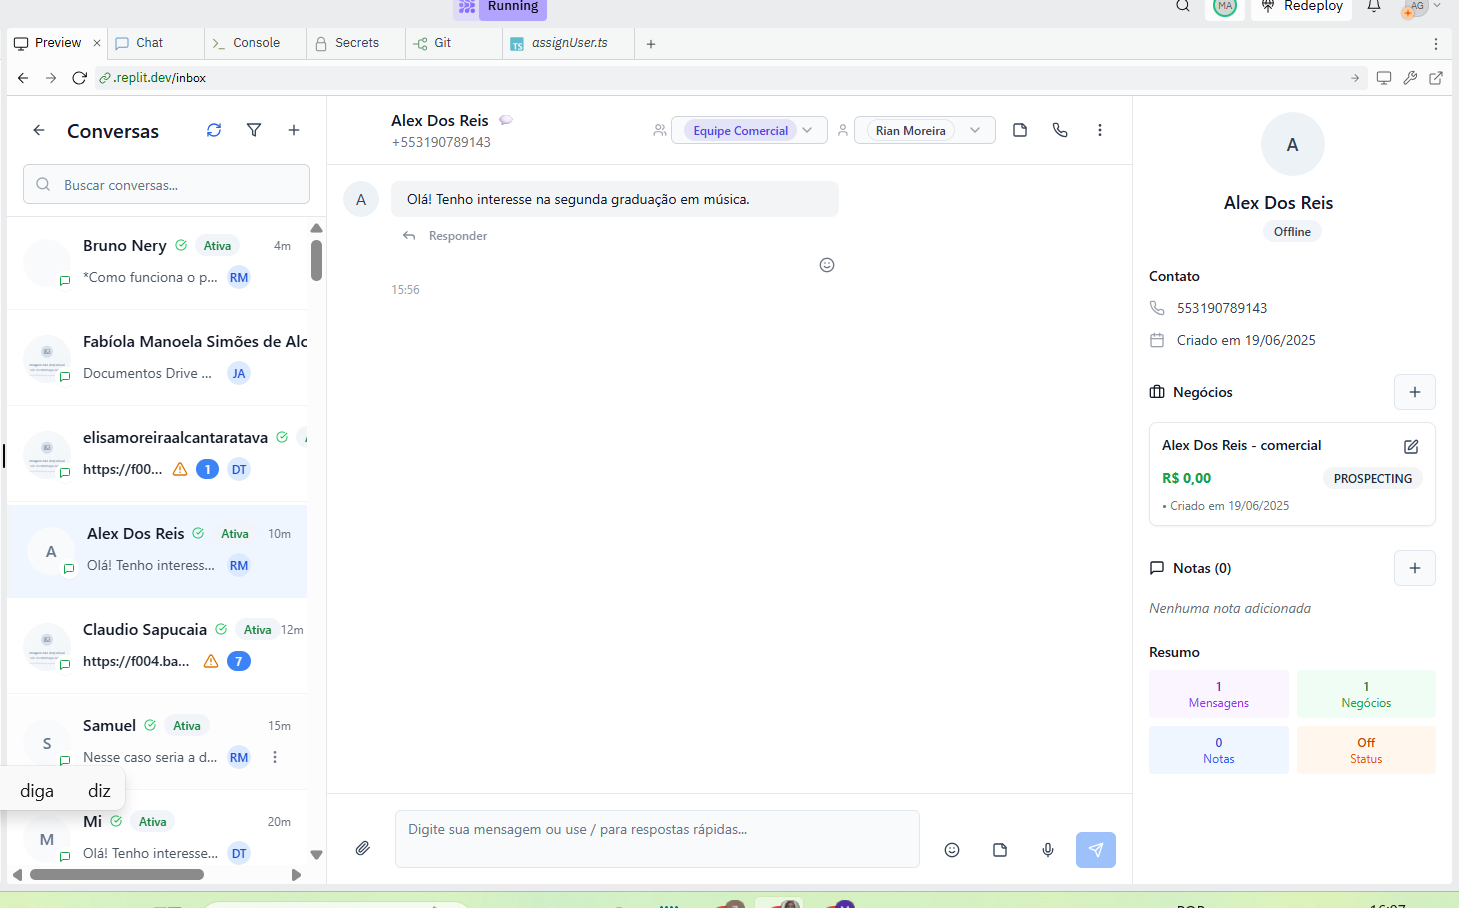 Running
MA
Redeploy
AG
Preview
Chat
Console
Secrets
Git
TS
assignUser.ts
.replit.dev/inbox
Conversas
Buscar conversas...
Bruno Nery
Ativa
4m
*Como funciona o p...
RM
Fabíola Manoela Simões de Alc
Documentos Drive ...
JA
elisamoreiraalcantaratava
https://f00...
1
DT
A
Alex Dos Reis
Ativa
10m
Olá! Tenho interess...
RM
Claudio Sapucaia
Ativa
12m
https://f004.ba...
7
S
Samuel
Ativa
15m
Nesse caso seria a d...
RM
diga
diz
M
Mi
Ativa
20m
Olá! Tenho interesse...
DT
Alex Dos Reis
+553190789143
Equipe Comercial
Rian Moreira
A
Olá! Tenho interesse na segunda graduação em música.
Responder
15:56
Digite sua mensagem ou use / para respostas rápidas...
A
Alex Dos Reis
Offline
Contato
553190789143
Criado em 19/06/2025
Negócios
Alex Dos Reis - comercial
R$ 0,00
PROSPECTING
• Criado em 19/06/2025
Notas (0)
Nenhuma nota adicionada
Resumo
1
Mensagens
1
Negócios
0
Notas
Off
Status